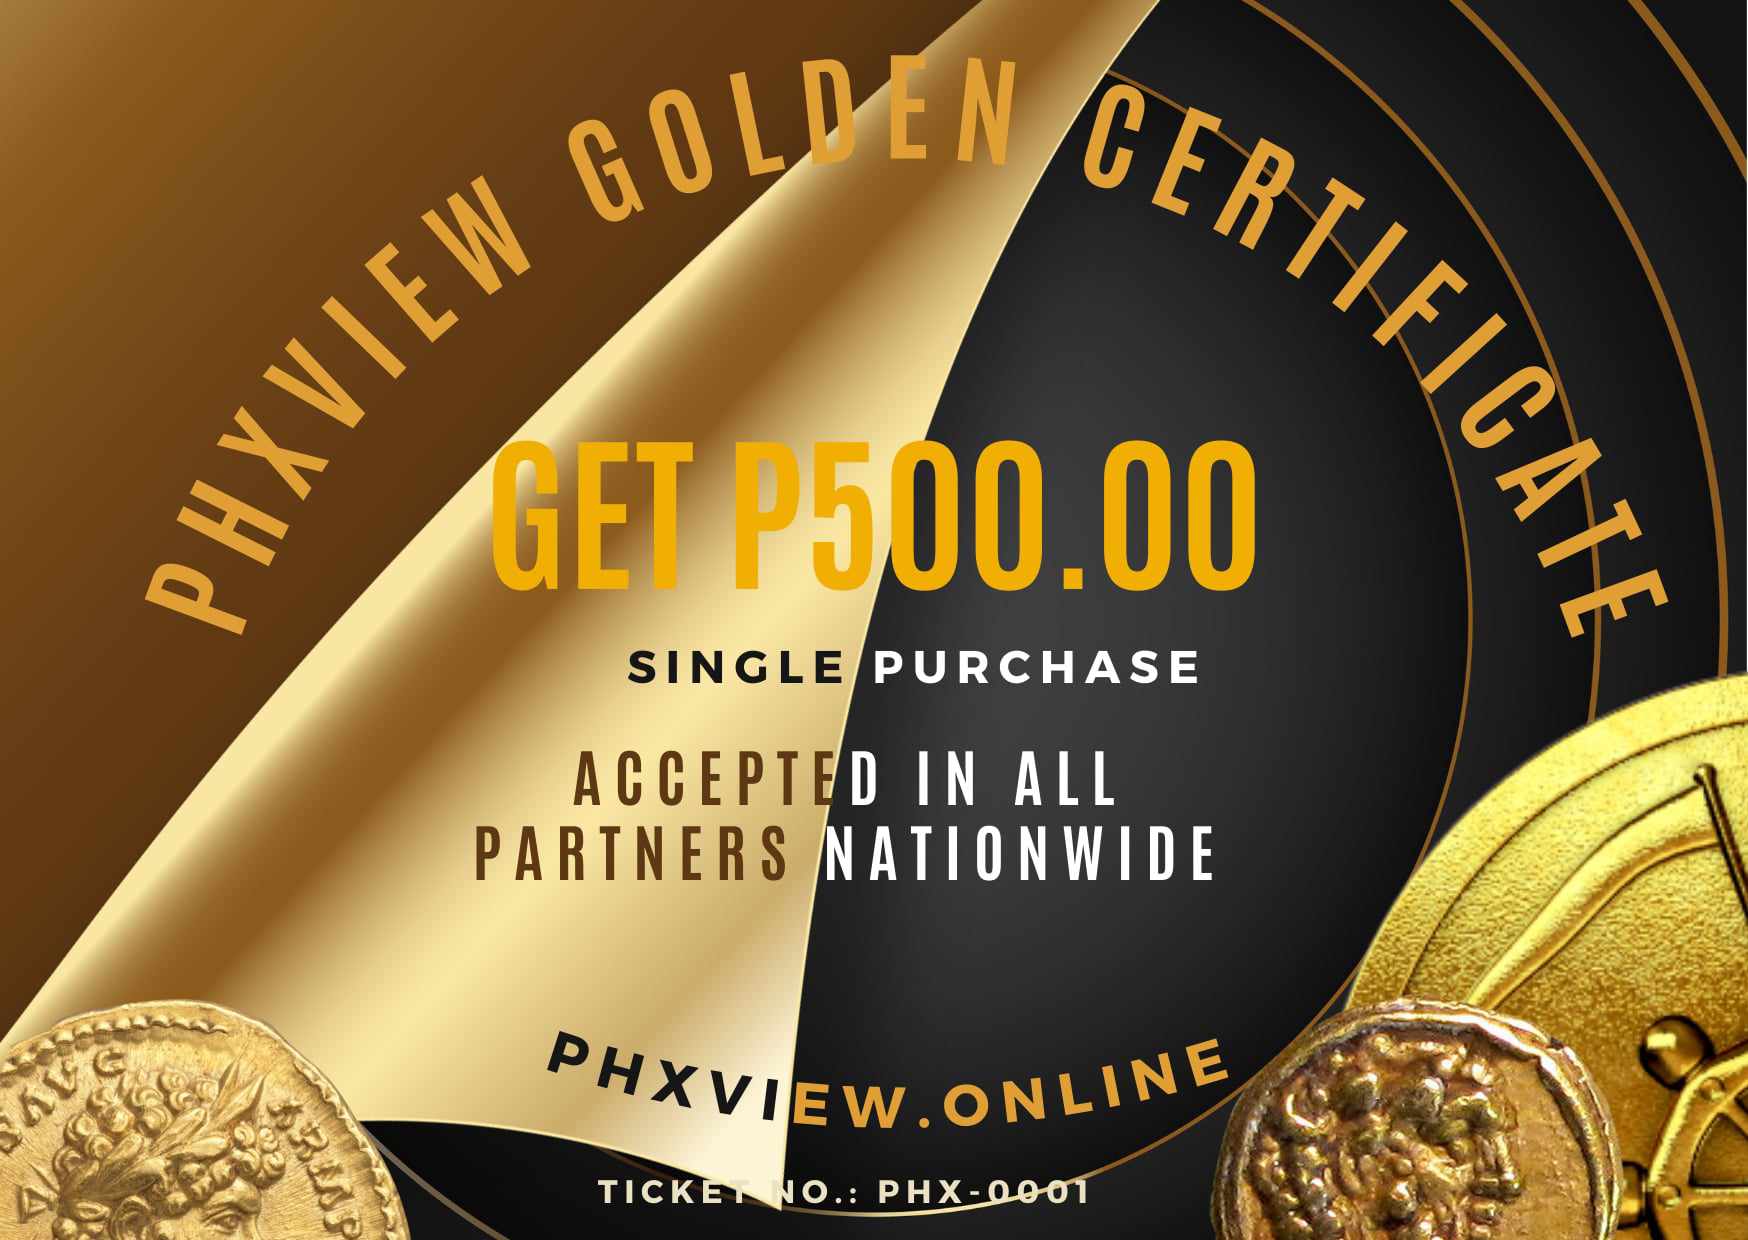 PHXVIEW GOLDEN CERTIFICATE
GET P500.00
SINGLE PURCHASE
ACCEPTED IN ALL
PARTNERS NATIONWIDE
PHXVIEW.ONLINE
TICKET NO.: PHX-0001